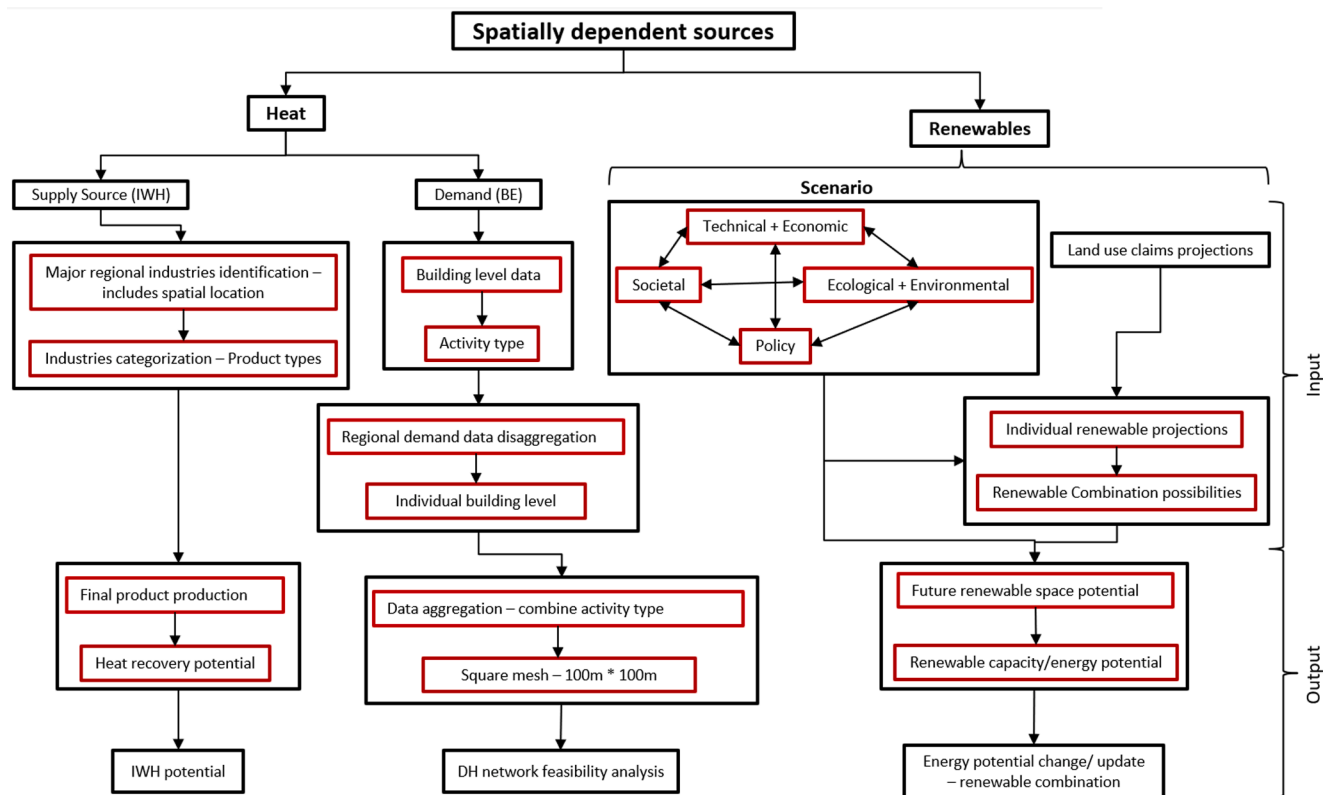 Spatially dependent sources
Heat
Renewables
Supply Source (IWH)
Demand (BE)
Scenario
Major regional industries identification –
includes spatial location
Industries categorization – Product types
Building level data
Activity type
Technical + Economic
Societal
Ecological + Environmental
Policy
Land use claims projections
Input
Regional demand data disaggregation
Individual building level
Individual renewable projections
Renewable Combination possibilities
Final product production
Heat recovery potential
Data aggregation – combine activity type
Square mesh – 100m * 100m
Future renewable space potential
Renewable capacity/energy potential
Output
IWH potential
DH network feasibility analysis
Energy potential change/ update
– renewable combination